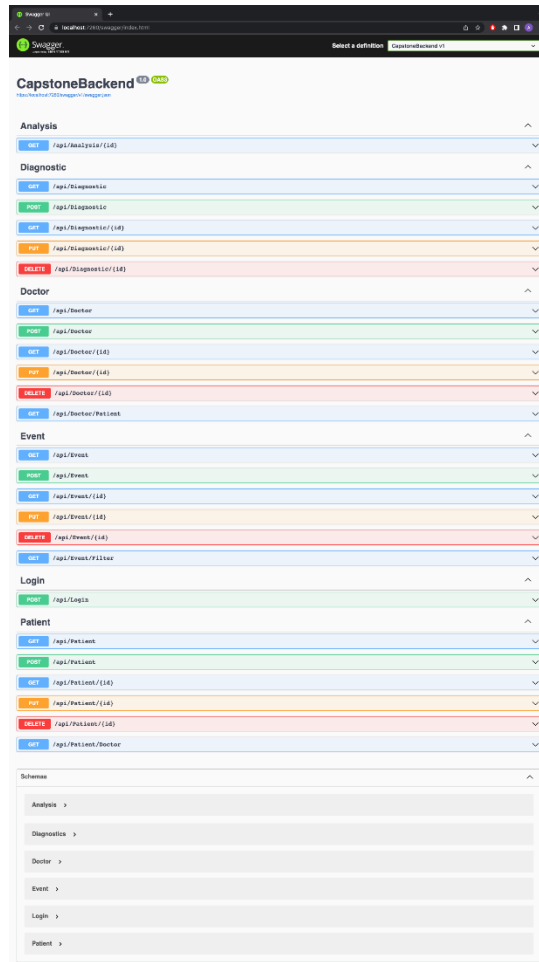 Swagger UI
localhost:7260/swagger/index.html
Swagger.
Select a definition
CapstoneBackend v1
CapstoneBackend 1.0 OAS3
https://localhost:7260/swagger/v1/swagger.json
Analysis
GET /api/Analysis/{id}
Diagnostic
GET /api/Diagnostic
POST /api/Diagnostic
GET /api/Diagnostic/{id}
PUT /api/Diagnostic/{id}
DELETE /api/Diagnostic/{id}
Doctor
GET /api/Doctor
POST /api/Doctor
GET /api/Doctor/{id}
PUT /api/Doctor/{id}
DELETE /api/Doctor/{id}
GET /api/Doctor/Patient
Event
GET /api/Event
POST /api/Event
GET /api/Event/{id}
PUT /api/Event/{id}
DELETE /api/Event/{id}
GET /api/Event/Filter
Login
POST /api/Login
Patient
GET /api/Patient
POST /api/Patient
GET /api/Patient/{id}
PUT /api/Patient/{id}
DELETE /api/Patient/{id}
GET /api/Patient/Doctor
Schemas
Analysis
Diagnostics
Doctor
Event
Login
Patient